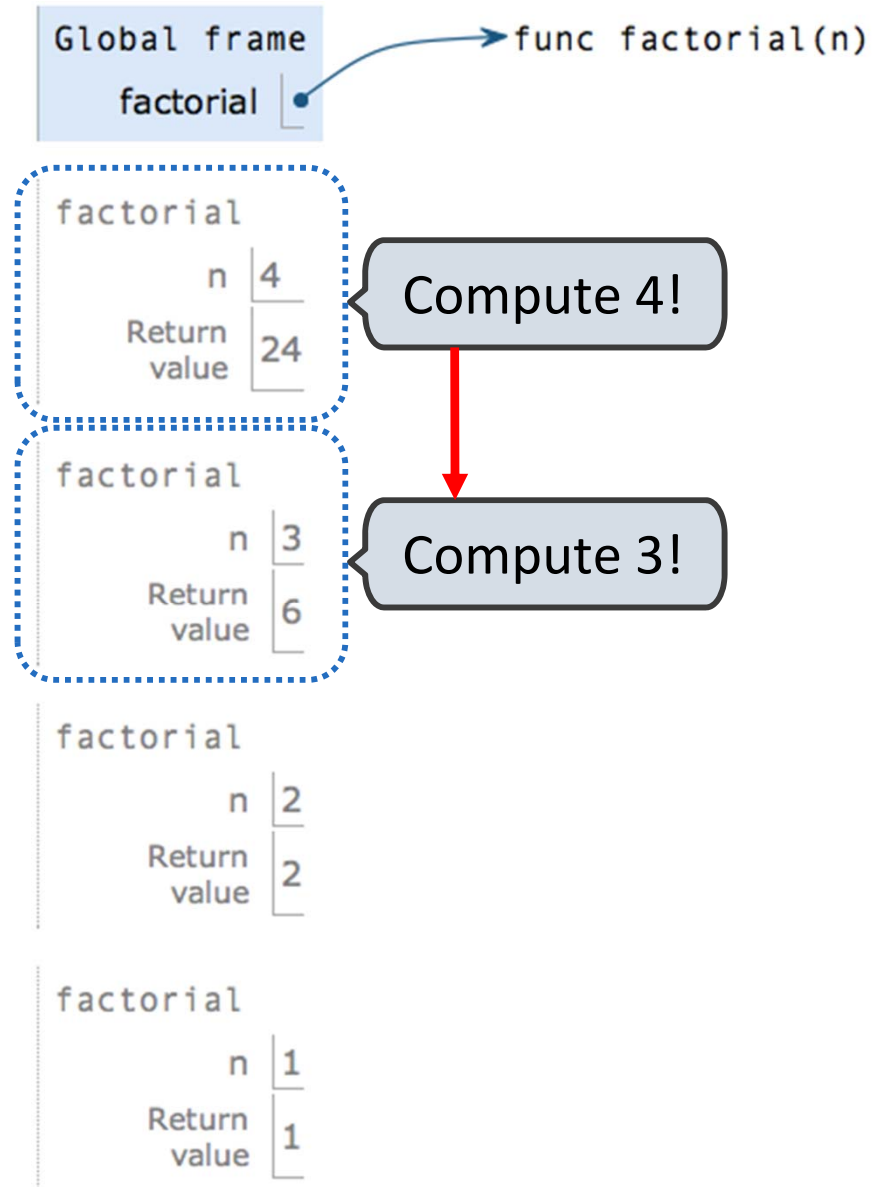 Global frame
factorial
func factorial(n)
factorial
n 4
Return
value 24
Compute 4!
factorial
n 3
Return
value 6
Compute 3!
factorial
n 2
Return
value 2
factorial
n 1
Return
value 1